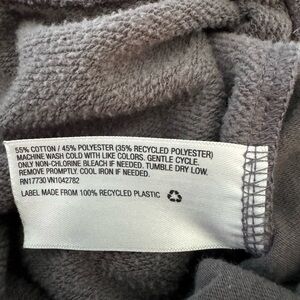 55% COTTON / 45% POLYESTER (35% RECYCLED POLYESTER)
MACHINE WASH COLD WITH LIKE COLORS. GENTLE CYCLE.
ONLY NON-CHLORINE BLEACH IF NEEDED. TUMBLE DRY LOW.
REMOVE PROMPTLY. COOL IRON IF NEEDED.
RN17730 VN1042782
LABEL MADE FROM 100% RECYCLED PLASTIC